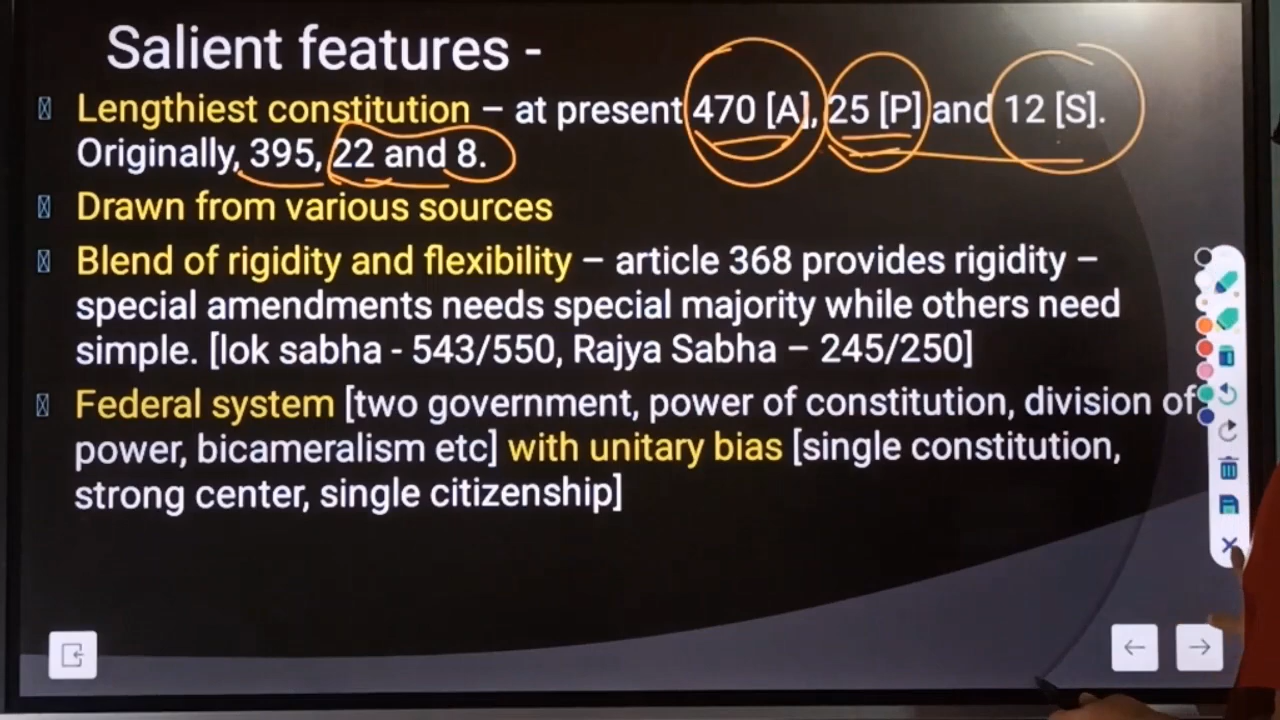 Salient features -
Lengthiest constitution – at present 470 [A], 25 [P] and 12 [S].
Originally, 395, 22 and 8.
Drawn from various sources
Blend of rigidity and flexibility – article 368 provides rigidity –
special amendments needs special majority while others need
simple. [lok sabha - 543/550, Rajya Sabha – 245/250]
Federal system [two government, power of constitution, division of
power, bicameralism etc] with unitary bias [single constitution,
strong center, single citizenship]